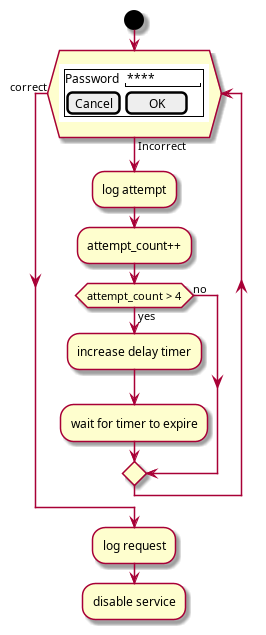 Password ****
Cancel OK
correct
Incorrect
log attempt
attempt_count++
attempt_count > 4
no
yes
increase delay timer
wait for timer to expire
log request
disable service